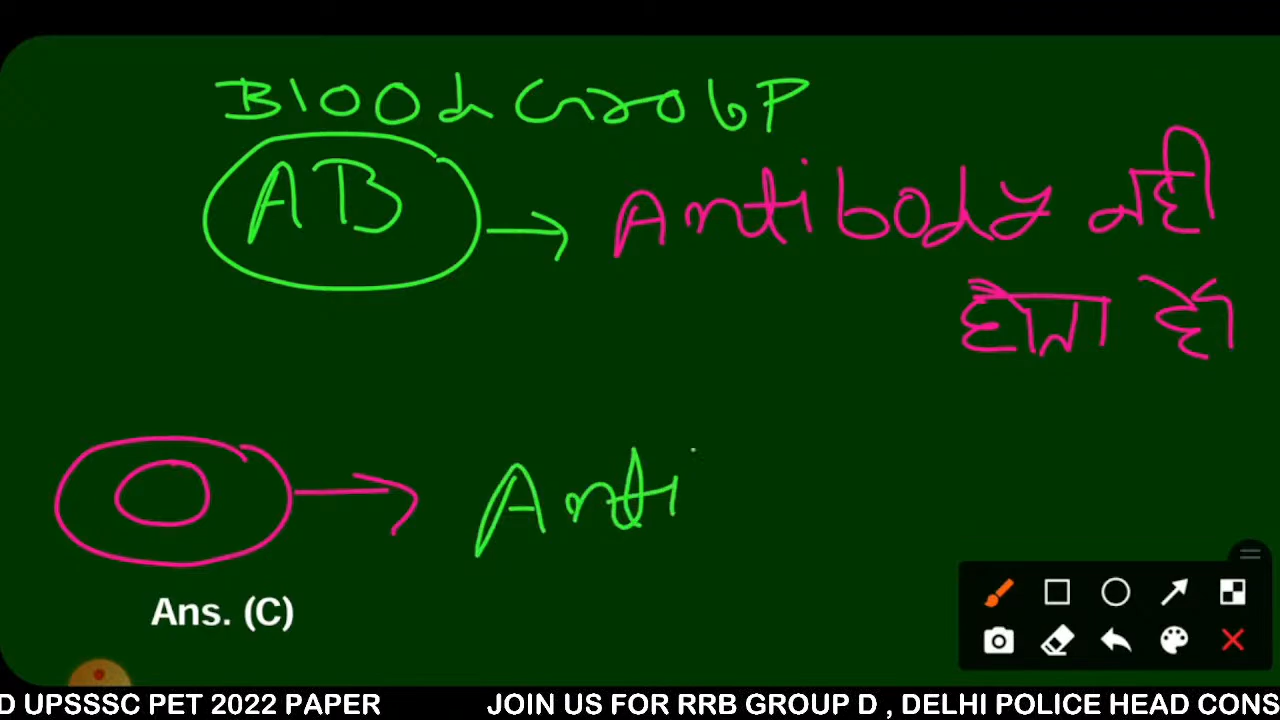 Blood Group
AB → Antibody नही
होता है
O → Anti
Ans. (C)
D UPSSSC PET 2022 PAPER JOIN US FOR RRB GROUP D , DELHI POLICE HEAD CONS